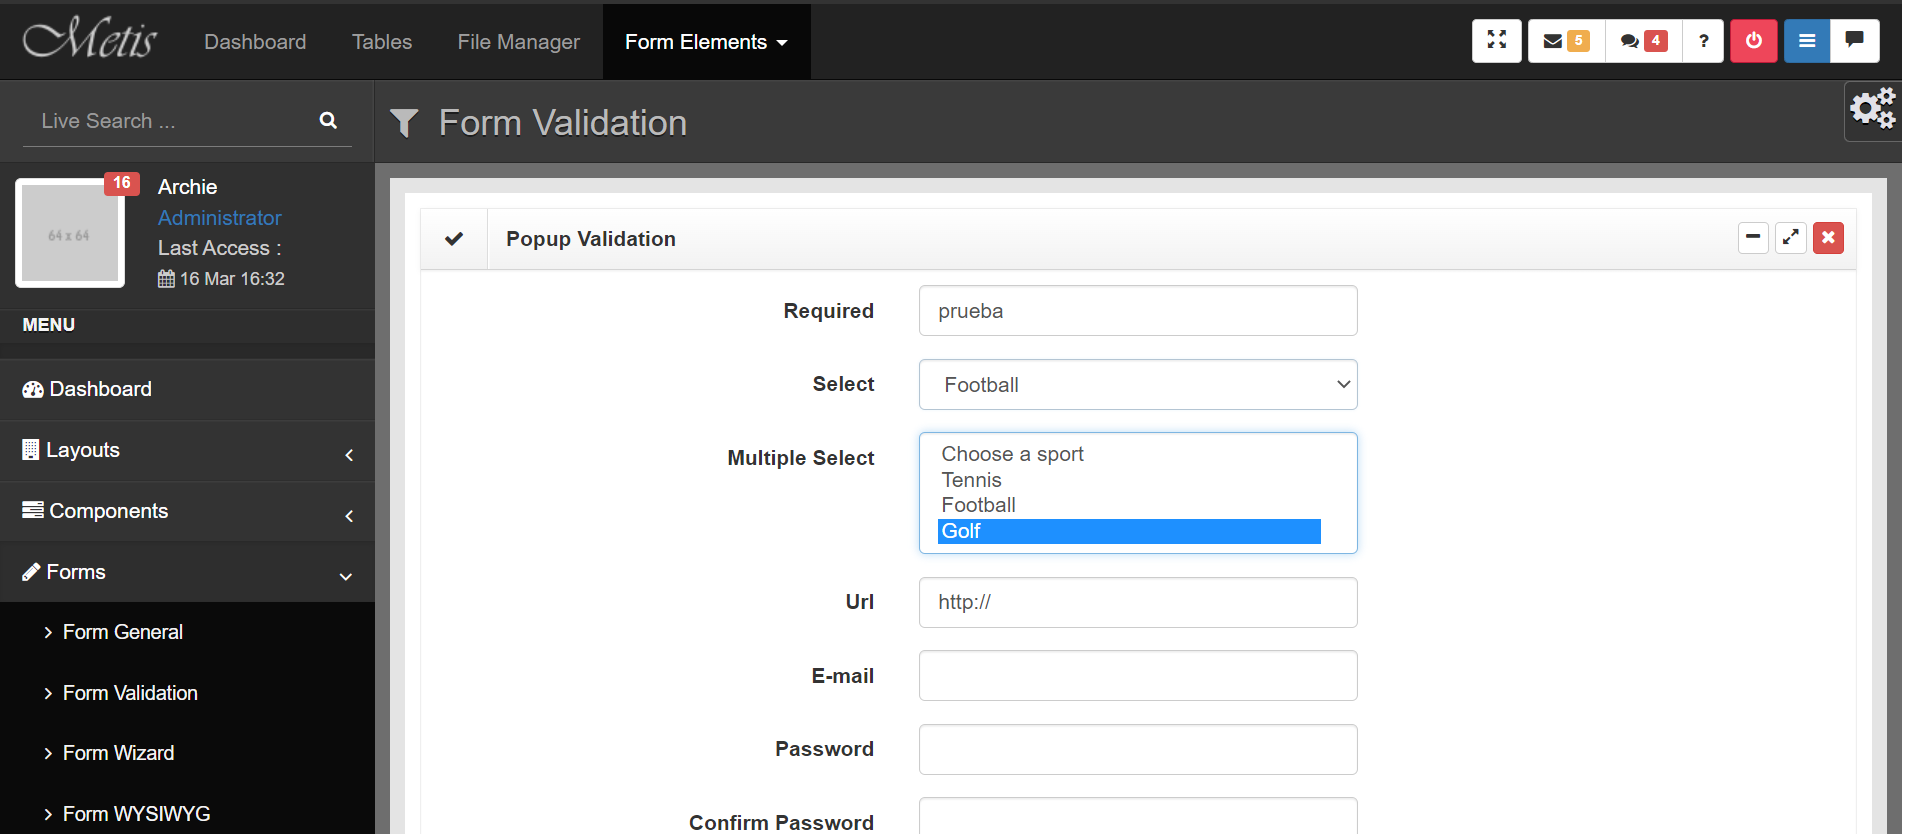 Metis
Dashboard
Tables
File Manager
Form Elements
5
4
?
Live Search ...
Form Validation
16
64 x 64
Archie
Administrator
Last Access :
16 Mar 16:32
MENU
Dashboard
Layouts
Components
Forms
Form General
Form Validation
Form Wizard
Form WYSIWYG
Popup Validation
Required
prueba
Select
Football
Multiple Select
Choose a sport
Tennis
Football
Golf
Url
http://
E-mail
Password
Confirm Password